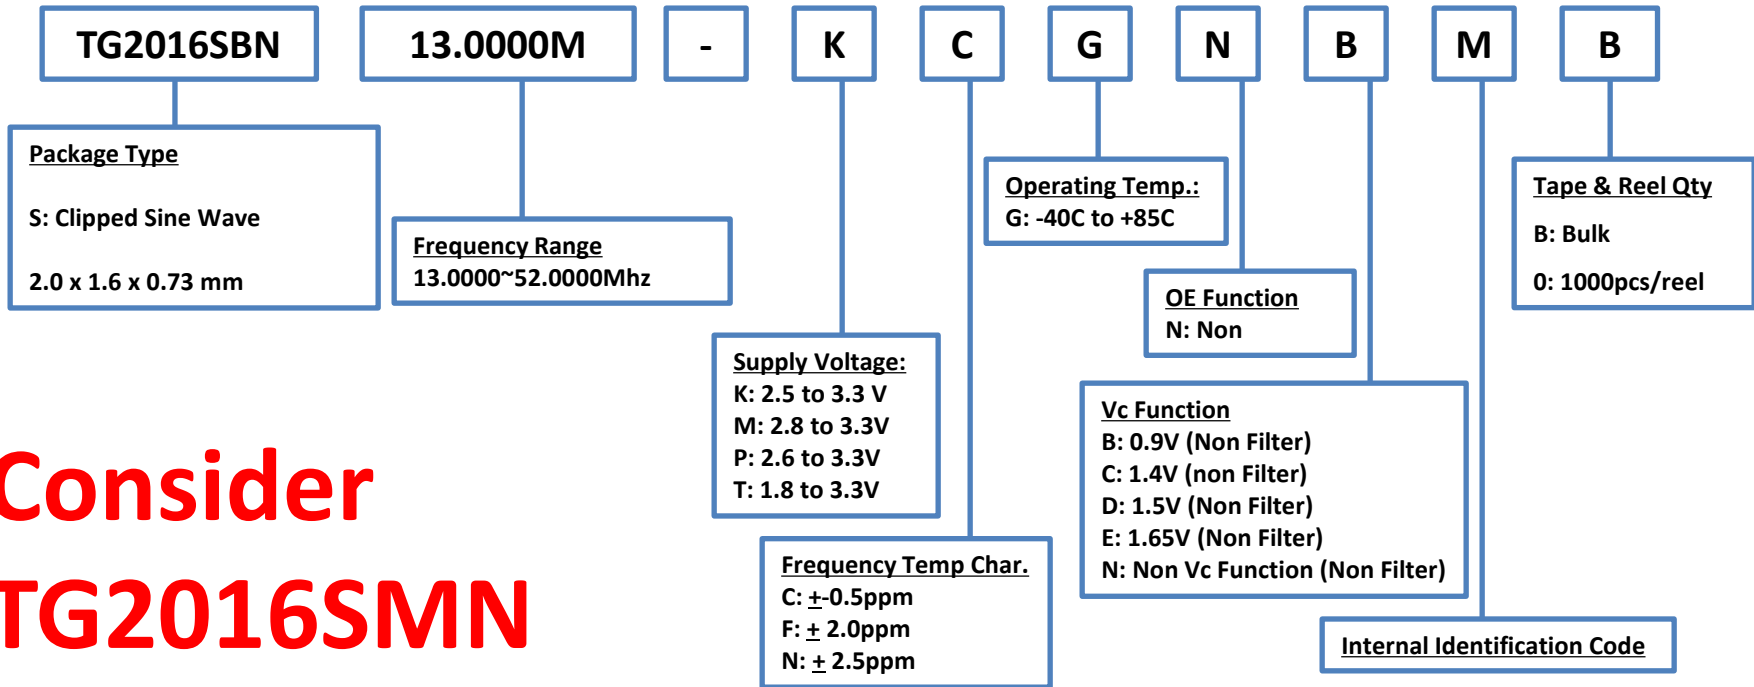 TG2016SBN 13.0000M - K C G N B M B
Package Type
S: Clipped Sine Wave
2.0 x 1.6 x 0.73 mm
Frequency Range
13.0000~52.0000Mhz
Supply Voltage:
K: 2.5 to 3.3 V
M: 2.8 to 3.3V
P: 2.6 to 3.3V
T: 1.8 to 3.3V
Frequency Temp Char.
C: +-0.5ppm
F: + 2.0ppm
N: + 2.5ppm
Operating Temp.:
G: -40C to +85C
OE Function
N: Non
Vc Function
B: 0.9V (Non Filter)
C: 1.4V (non Filter)
D: 1.5V (Non Filter)
E: 1.65V (Non Filter)
N: Non Vc Function (Non Filter)
Internal Identification Code
Tape & Reel Qty
B: Bulk
0: 1000pcs/reel
Consider
TG2016SMN